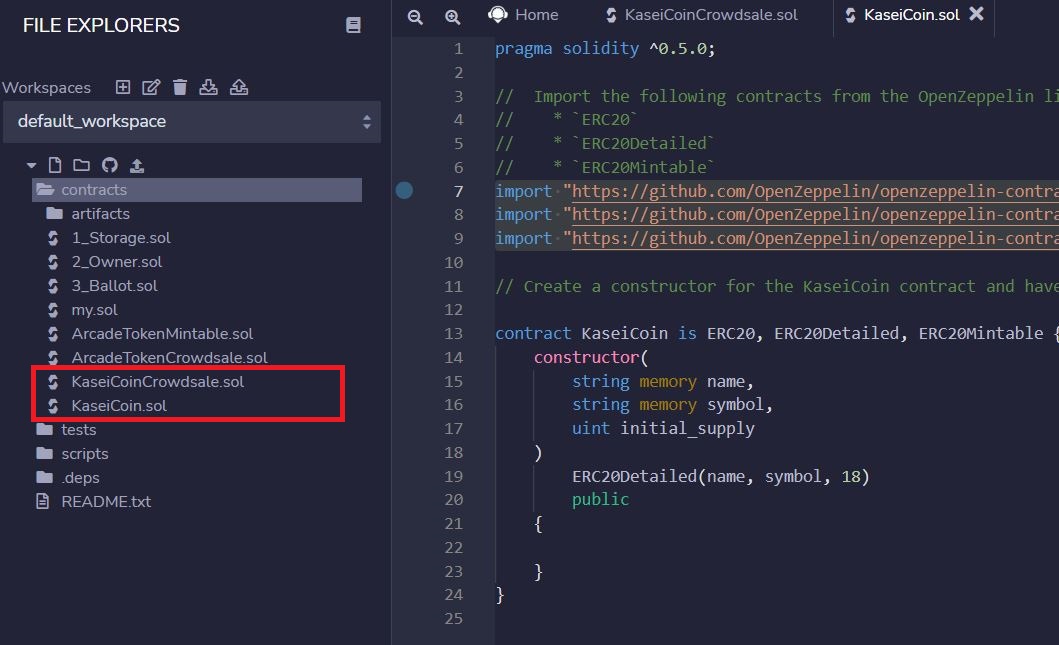 FILE EXPLORERS
Workspaces
default_workspace
contracts
artifacts
1_Storage.sol
2_Owner.sol
3_Ballot.sol
my.sol
ArcadeTokenMintable.sol
ArcadeTokenCrowdsale.sol
KaseiCoinCrowdsale.sol
KaseiCoin.sol
tests
scripts
.deps
README.txt
Home
KaseiCoinCrowdsale.sol
KaseiCoin.sol
1 pragma solidity ^0.5.0;
2
3 //  Import the following contracts from the OpenZeppelin li
4 //    * `ERC20`
5 //    * `ERC20Detailed`
6 //    * `ERC20Mintable`
7 import "https://github.com/OpenZeppelin/openzeppelin-contra
8 import "https://github.com/OpenZeppelin/openzeppelin-contra
9 import "https://github.com/OpenZeppelin/openzeppelin-contra
10
11 // Create a constructor for the KaseiCoin contract and have
12
13 contract KaseiCoin is ERC20, ERC20Detailed, ERC20Mintable {
14     constructor(
15         string memory name,
16         string memory symbol,
17         uint initial_supply
18     )
19         ERC20Detailed(name, symbol, 18)
20         public
21     {
22
23     }
24 }
25